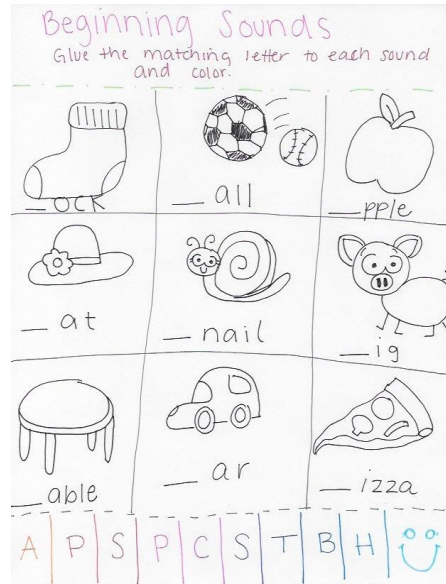 Beginning Sounds
Glue the matching letter to each sound
and color.
_ock
_all
_pple
_at
_nail
_ig
_able
_ar
_izza
A P S P C S T B H